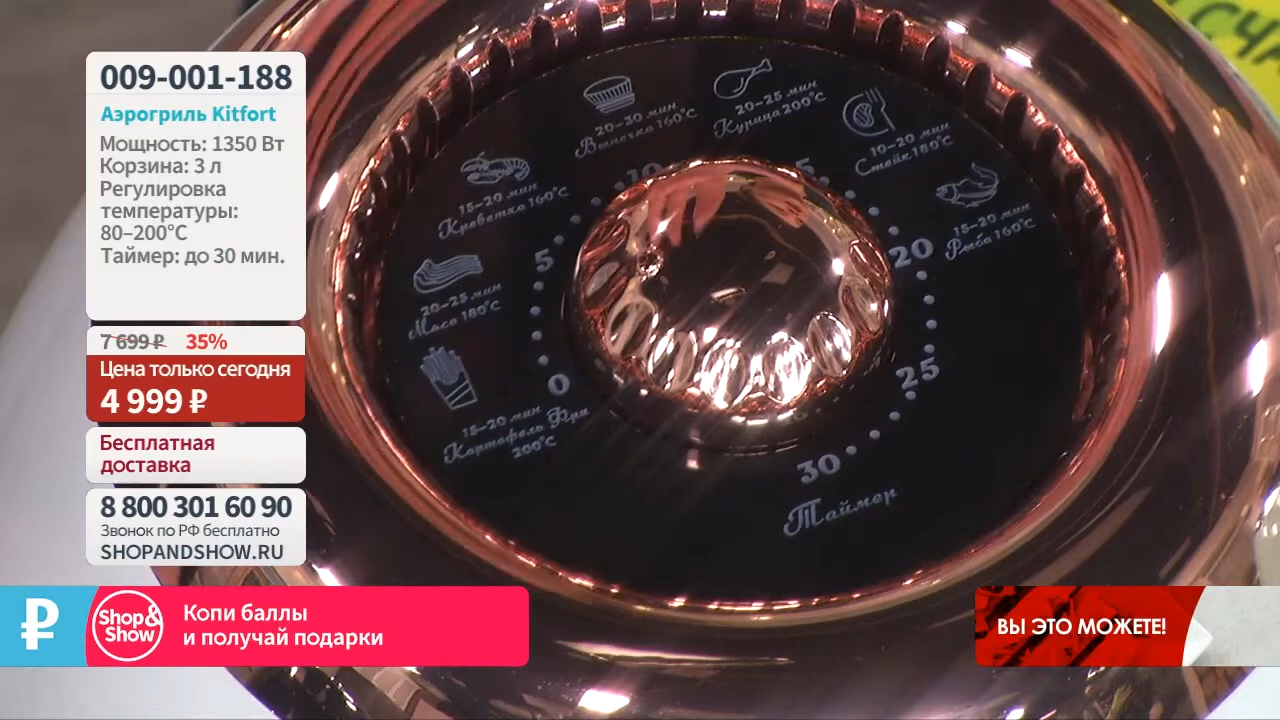 009-001-188
Аэрогриль Kitfort
Мощность: 1350 Вт
Корзина: 3 л
Регулировка
температуры:
80–200°C
Таймер: до 30 мин.
7 699 ₽ 35%
Цена только сегодня
4 999 ₽
Бесплатная
доставка
8 800 301 60 90
Звонок по РФ бесплатно
SHOPANDSHOW.RU
₽
Shop&
Show
Копи баллы
и получай подарки
ВЫ ЭТО МОЖЕТЕ!
20–30 мин
Выпечка 160°C
20–25 мин
Курица 200°C
10–20 мин
Стейк 180°C
15–20 мин
Рыба 160°C
15–20 мин
Креветка 160°C
20–25 мин
Мясо 180°C
15–20 мин
Картофель Фри
200°C
0
5
10
20
25
30
Таймер